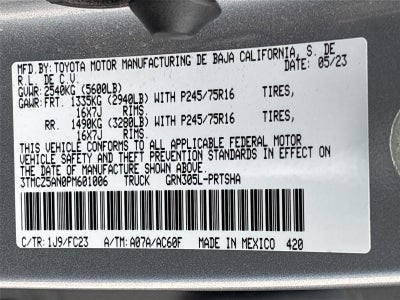 MFD.BY: TOYOTA MOTOR MANUFACTURING DE BAJA CALIFORNIA, S. DE
R.L. DE C.V. DATE: 05/23
GVWR: 2540KG (5600LB)
GAWR: FRT. 1335KG (2940LB) WITH P245/75R16 TIRES,
16X7J RIMS
RR. 1490KG (3280LB) WITH P245/75R16 TIRES,
16X7J RIMS
THIS VEHICLE CONFORMS TO ALL APPLICABLE FEDERAL MOTOR
VEHICLE SAFETY AND THEFT PREVENTION STANDARDS IN EFFECT ON
THE DATE OF MANUFACTURE SHOWN ABOVE.
3TMCZ5AN0PM601006 TRUCK GRN305L-PRTSHA
C/TR: 1J9/FC23 A/TM: A07A/AC60F MADE IN MEXICO 420